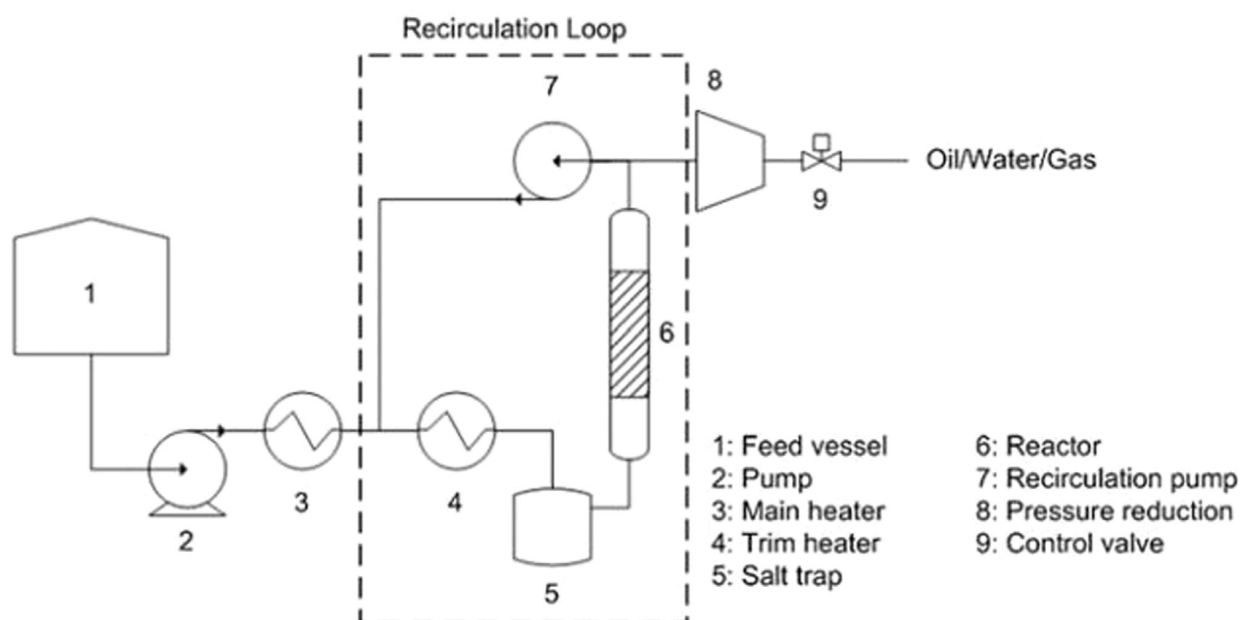 Recirculation Loop
7
8
Oil/Water/Gas
9
1
6
2
3
4
5
1: Feed vessel
2: Pump
3: Main heater
4: Trim heater
5: Salt trap
6: Reactor
7: Recirculation pump
8: Pressure reduction
9: Control valve